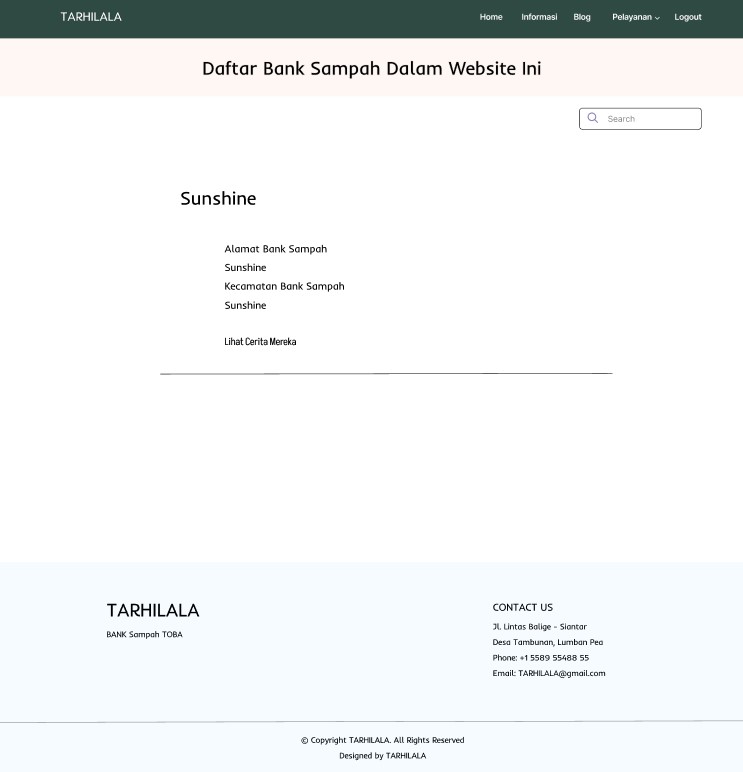 TARHILALA
Home Informasi Blog Pelayanan Logout
Daftar Bank Sampah Dalam Website Ini
Search
Sunshine
Alamat Bank Sampah
Sunshine
Kecamatan Bank Sampah
Sunshine
Lihat Cerita Mereka
TARHILALA
BANK Sampah TOBA
CONTACT US
Jl. Lintas Balige - Siantar
Desa Tambunan, Lumban Pea
Phone: +1 5589 55488 55
Email: TARHILALA@gmail.com
© Copyright TARHILALA. All Rights Reserved
Designed by TARHILALA